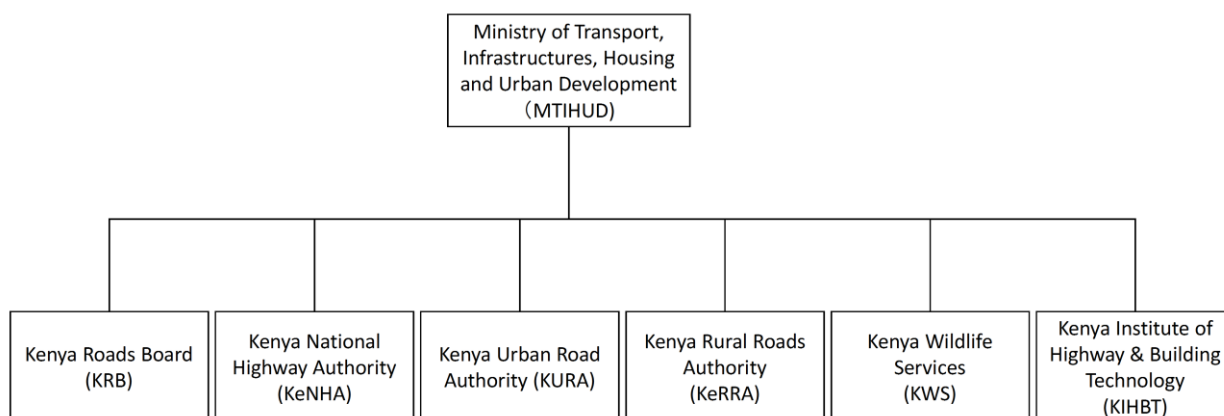 Ministry of Transport,
Infrastructures, Housing
and Urban Development
（MTIHUD)
Kenya Roads Board
(KRB)
Kenya National
Highway Authority
(KeNHA)
Kenya Urban Road
Authority (KURA)
Kenya Rural Roads
Authority
(KeRRA)
Kenya Wildlife
Services
(KWS)
Kenya Institute of
Highway & Building
Technology
(KIHBT)